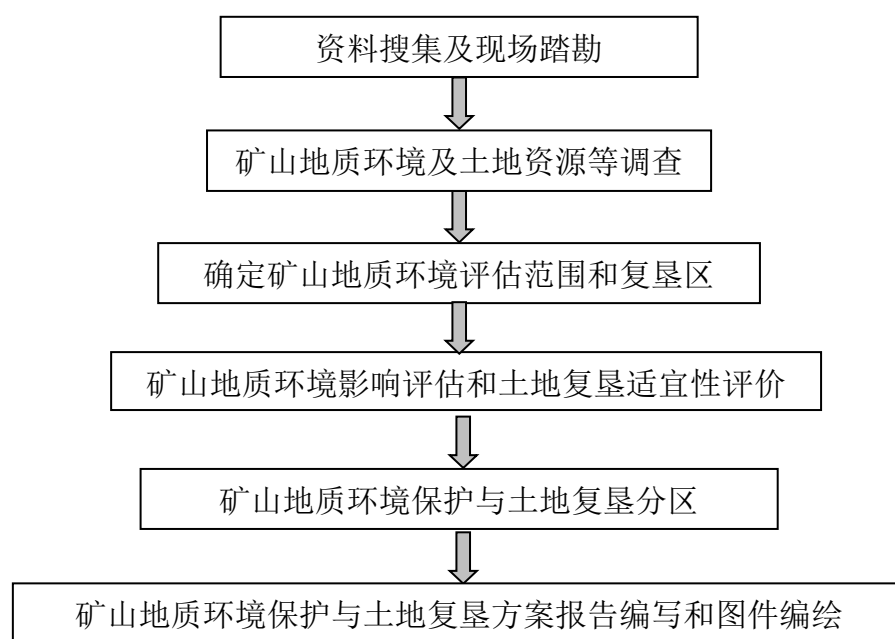 资料搜集及现场踏勘
矿山地质环境及土地资源等调查
确定矿山地质环境评估范围和复垦区
矿山地质环境影响评估和土地复垦适宜性评价
矿山地质环境保护与土地复垦分区
矿山地质环境保护与土地复垦方案报告编写和图件编绘